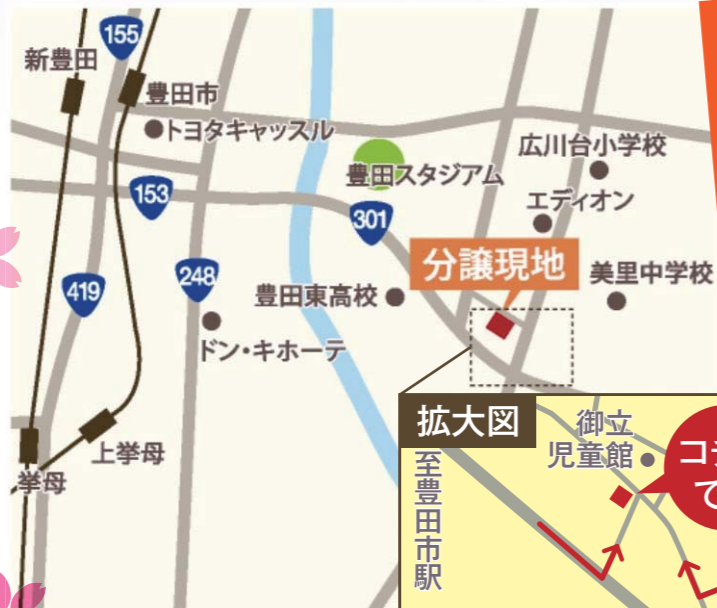 155
新豊田
豊田市
トヨタキャッスル
豊田スタジアム
広川台小学校
エディオン
153
301
分譲現地
美里中学校
419
248
豊田東高校
ドン・キホーテ
上挙母
挙母
拡大図
至豊田市駅
御立
児童館
コ
で